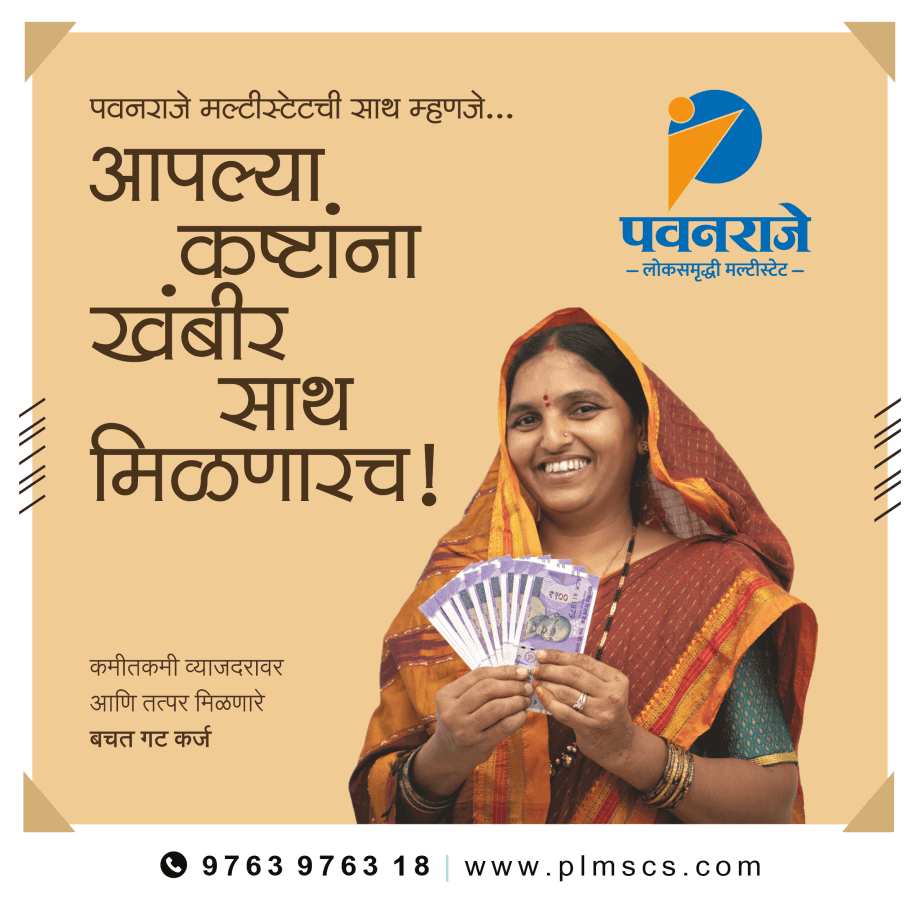 पवनराजे मल्टीस्टेटची साथ म्हणजे...
आपल्या
कष्टांना
खंबीर
साथ
मिळणारच!
पवनराजे
– लोकसमृद्धी मल्टीस्टेट –
कमीतकमी व्याजदरावर
आणि तत्पर मिळणारे
बचत गट कर्ज
9763 9763 18 | www.plmscs.com